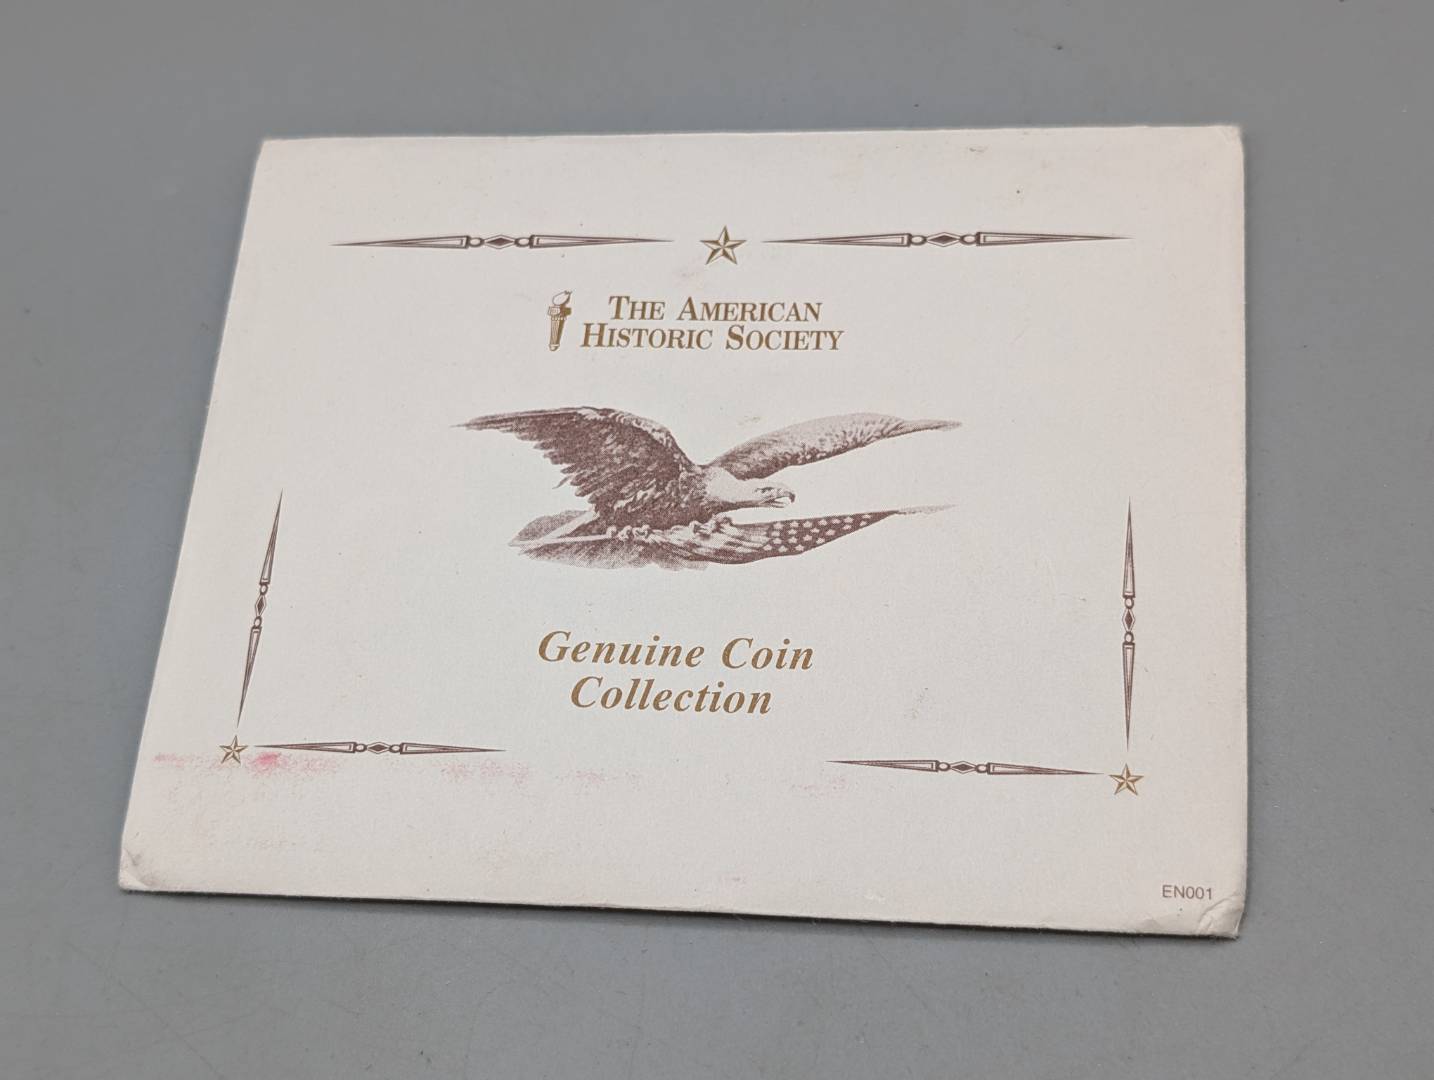 THE AMERICAN
HISTORIC SOCIETY
Genuine Coin
Collection
EN001